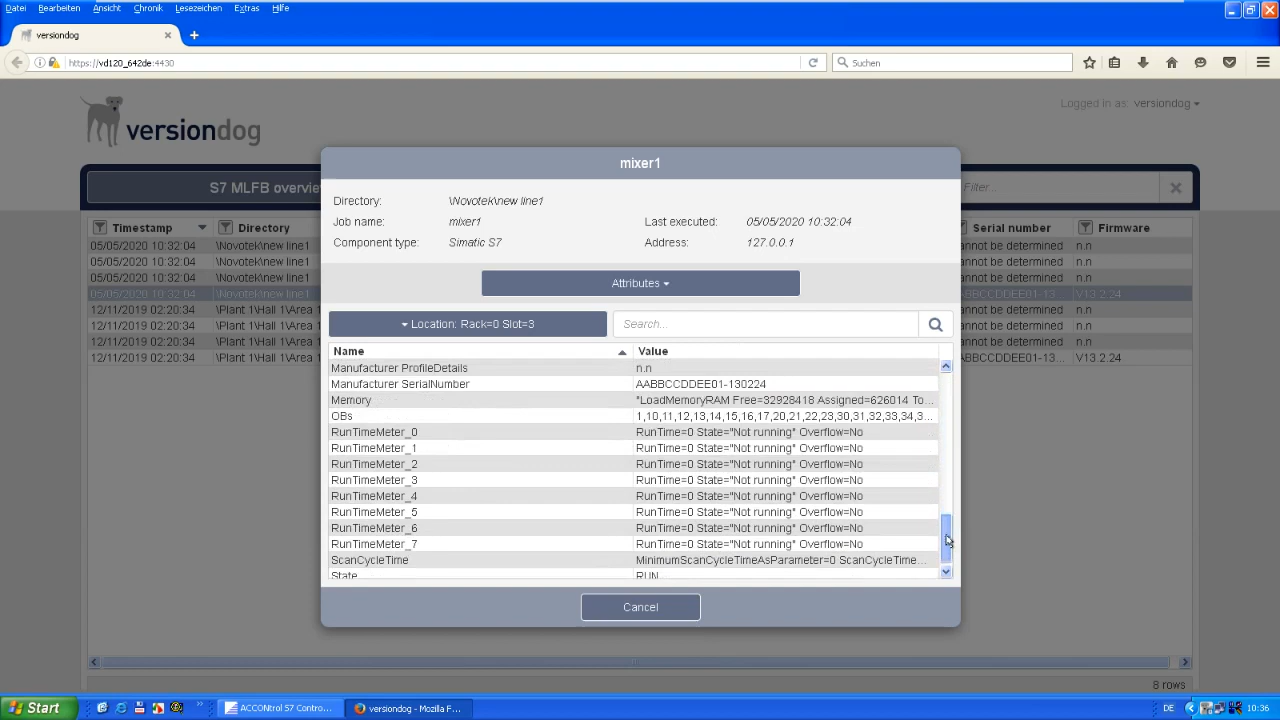 Datei Bearbeiten Ansicht Chronik Lesezeichen Extras Hilfe
versiondog
https://vd120_642de:4430
Suchen
versiondog
Logged in as: versiondog
S7 MLFB overvie
Filter...
mixer1
Directory: \Novotek\new line1
Job name: mixer1 Last executed: 05/05/2020 10:32:04
Component type: Simatic S7 Address: 127.0.0.1
Attributes
Location: Rack=0 Slot=3
Search...
Name Value
Manufacturer ProfileDetails n.n
Manufacturer SerialNumber AABBCCDDEE01-130224
Memory "LoadMemoryRAM Free=32928418 Assigned=626014 To...
OBs 1,10,11,12,13,14,15,16,17,20,21,22,23,30,31,32,33,34,3...
RunTimeMeter_0 RunTime=0 State="Not running" Overflow=No
RunTimeMeter_1 RunTime=0 State="Not running" Overflow=No
RunTimeMeter_2 RunTime=0 State="Not running" Overflow=No
RunTimeMeter_3 RunTime=0 State="Not running" Overflow=No
RunTimeMeter_4 RunTime=0 State="Not running" Overflow=No
RunTimeMeter_5 RunTime=0 State="Not running" Overflow=No
RunTimeMeter_6 RunTime=0 State="Not running" Overflow=No
RunTimeMeter_7 RunTime=0 State="Not running" Overflow=No
ScanCycleTime MinimumScanCycleTimeAsParameter=0 ScanCycleTime...
State RUN
Cancel
Timestamp Directory Serial number Firmware
05/05/2020 10:32:04 \Novotek\new line1 annot be determined n.n
05/05/2020 10:32:04 \Novotek\new line1 annot be determined n.n
05/05/2020 10:32:04 \Novotek\new line1 annot be determined n.n
05/05/2020 10:32:04 \Novotek\new line1 ABBCCDDEE01-13... V13.2.24
12/11/2019 02:20:34 \Plant 1\Hall 1\Area 1 annot be determined n.n
12/11/2019 02:20:34 \Plant 1\Hall 1\Area annot be determined n.n
12/11/2019 02:20:34 \Plant 1\Hall 1\Area annot be determined n.n
12/11/2019 02:20:34 \Plant 1\Hall 1\Area ABBCCDDEE01-13... V13.2.24
8 rows
Start ACCONtrol S7 Contro... versiondog - Mozilla F... DE 10:36